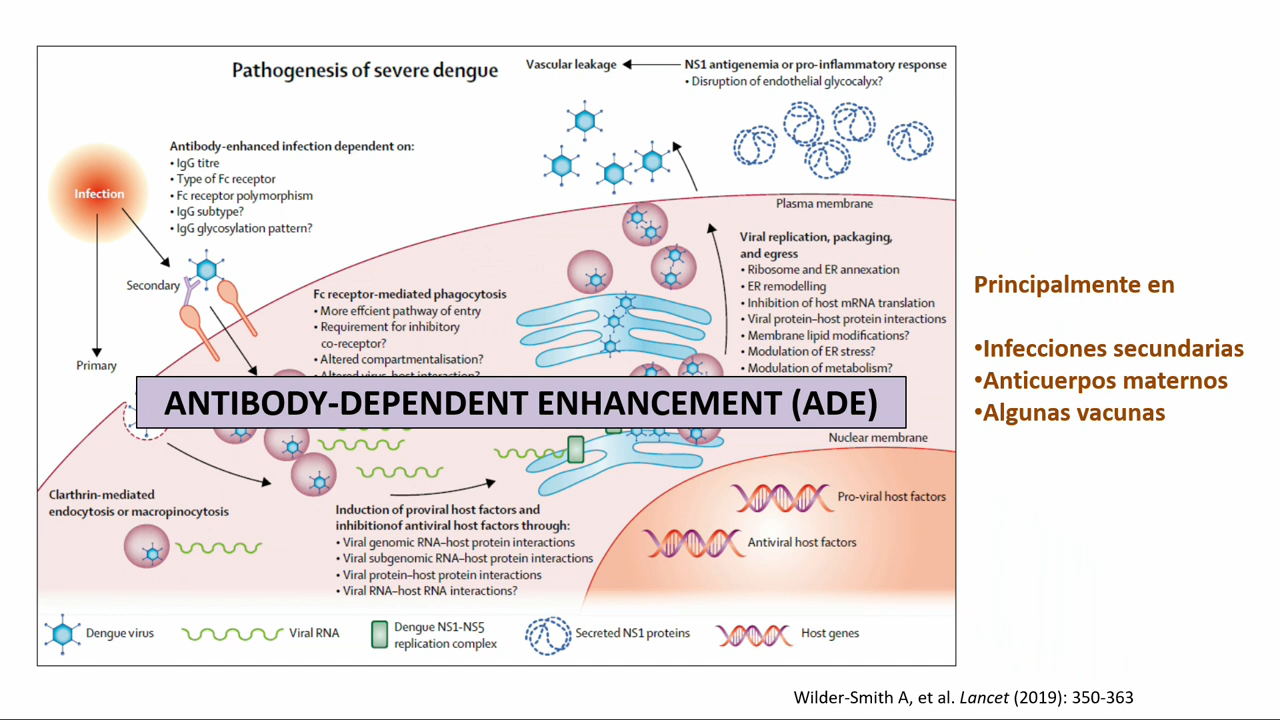 Pathogenesis of severe dengue
Vascular leakage
NS1 antigenemia or pro-inflammatory response
• Disruption of endothelial glycocalyx?
Infection
Antibody-enhanced infection dependent on:
• IgG titre
• Type of Fc receptor
• Fc receptor polymorphism
• IgG subtype?
• IgG glycosylation pattern?
Secondary
Primary
Plasma membrane
Fc receptor-mediated phagocytosis
• More effcient pathway of entry
• Requirement for inhibitory
co-receptor?
• Altered compartmentalisation?
• Altered virus–host interaction?
Viral replication, packaging,
and egress
• Ribosome and ER annexation
• ER remodelling
• Inhibition of host mRNA translation
• Viral protein–host protein interactions
• Membrane lipid modifications?
• Modulation of ER stress?
• Modulation of metabolism?
ANTIBODY-DEPENDENT ENHANCEMENT (ADE)
Nuclear membrane
Clarthrin-mediated
endocytosis or macropinocytosis
Induction of proviral host factors and
inhibitionof antiviral host factors through:
• Viral genomic RNA–host protein interactions
• Viral subgenomic RNA–host protein interactions
• Viral protein–host protein interactions
• Viral RNA–host RNA interactions?
Pro-viral host factors
Antiviral host factors
Dengue virus
Viral RNA
Dengue NS1-NS5
replication complex
Secreted NS1 proteins
Host genes
Principalmente en
•Infecciones secundarias
•Anticuerpos maternos
•Algunas vacunas
Wilder-Smith A, et al. Lancet (2019): 350-363